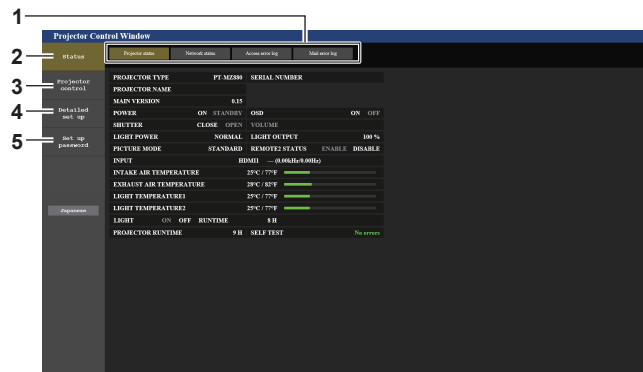 1
Projector Control Window
2
Status
Projector status Network status Access error log Mail error log
3
Projector control
4
Detailed set up
5
Set up password
Japanese
PROJECTOR TYPE PT-MZ880 SERIAL NUMBER
PROJECTOR NAME
MAIN VERSION 0.15
POWER ON STANDBY OSD ON OFF
SHUTTER CLOSE OPEN VOLUME
LIGHT POWER NORMAL LIGHT OUTPUT 100 %
PICTURE MODE STANDARD REMOTE2 STATUS ENABLE DISABLE
INPUT HDMI1 — (0.00kHz/0.00Hz)
INTAKE AIR TEMPERATURE 25°C / 77°F
EXHAUST AIR TEMPERATURE 28°C / 82°F
LIGHT TEMPERATURE1 25°C / 77°F
LIGHT TEMPERATURE2 25°C / 77°F
LIGHT ON OFF RUNTIME 8 H
PROJECTOR RUNTIME 9 H SELF TEST No errors